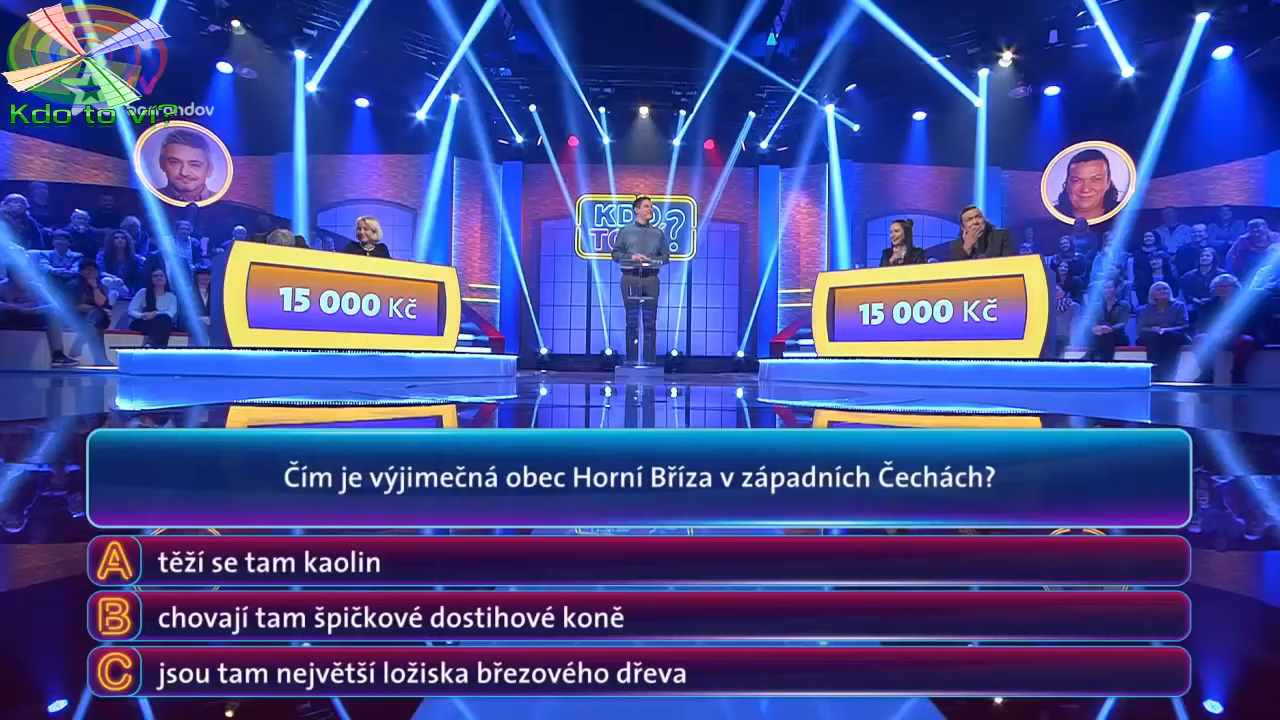 Kdo to ví?
KDO
TO ?
15 000 Kč
15 000 Kč
Čím je výjimečná obec Horní Bříza v západních Čechách?
A těží se tam kaolin
B chovají tam špičkové dostihové koně
C jsou tam největší ložiska březového dřeva